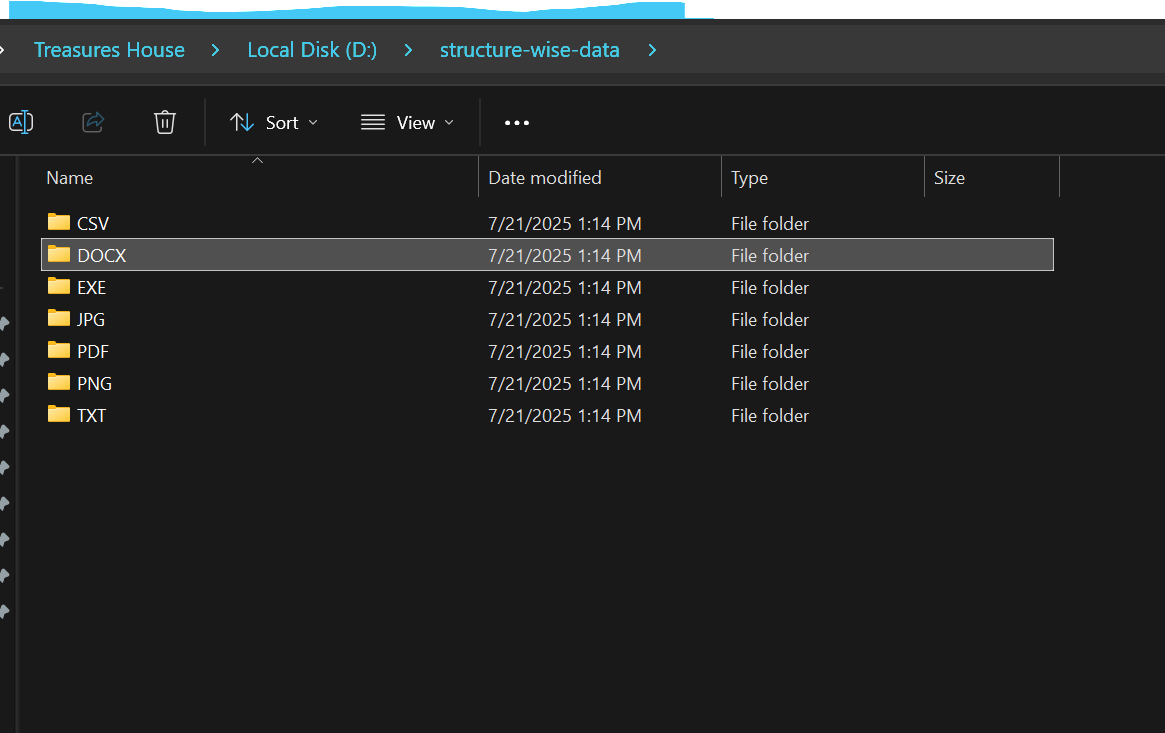 Treasures House > Local Disk (D:) > structure-wise-data >
Sort View •••
Name Date modified Type Size
CSV 7/21/2025 1:14 PM File folder
DOCX 7/21/2025 1:14 PM File folder
EXE 7/21/2025 1:14 PM File folder
JPG 7/21/2025 1:14 PM File folder
PDF 7/21/2025 1:14 PM File folder
PNG 7/21/2025 1:14 PM File folder
TXT 7/21/2025 1:14 PM File folder